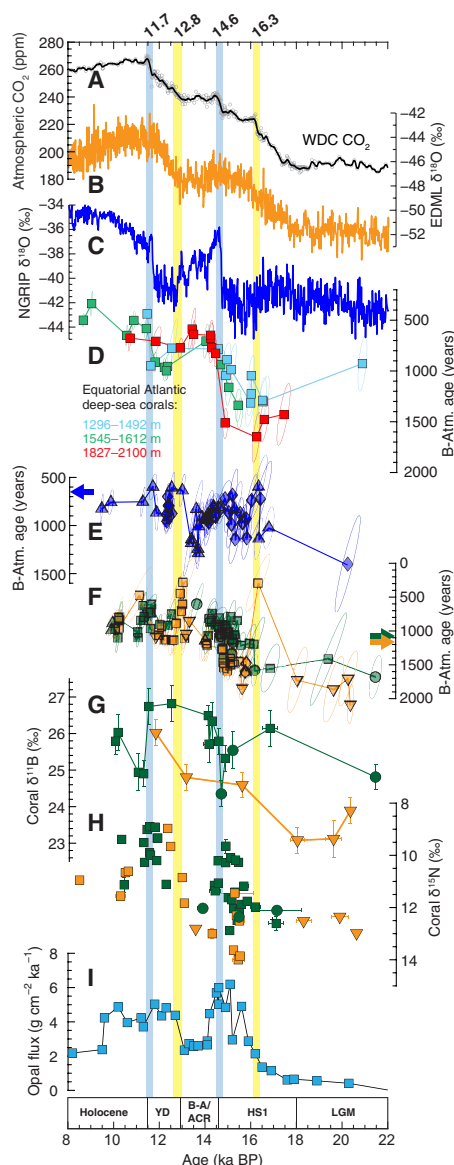 11.7 12.8 14.6 16.3
280
260
240
220
200
180
Atmospheric CO2 (ppm)
A
WDC CO2
−42
−44
−46
−48
−50
−52
EDML δ18O (‰)
B
−34
−36
−38
−40
−42
−44
NGRIP δ18O (‰)
C
500
1000
1500
2000
B-Atm. age (years)
D
Equatorial Atlantic
deep-sea corals:
1296–1492 m
1545–1612 m
1827–2100 m
500
1000
1500
B-Atm. age (years)
E
0
500
1000
1500
2000
B-Atm. age (years)
F
27
26
25
24
23
Coral δ11B (‰)
G
8
10
12
14
Coral δ15N (‰)
H
8
6
4
2
0
Opal flux (g cm−2 ka−1)
I
Holocene YD B-A/ HS1 LGM
ACR
8 10 12 14 16 18 20 22
Age (ka BP)